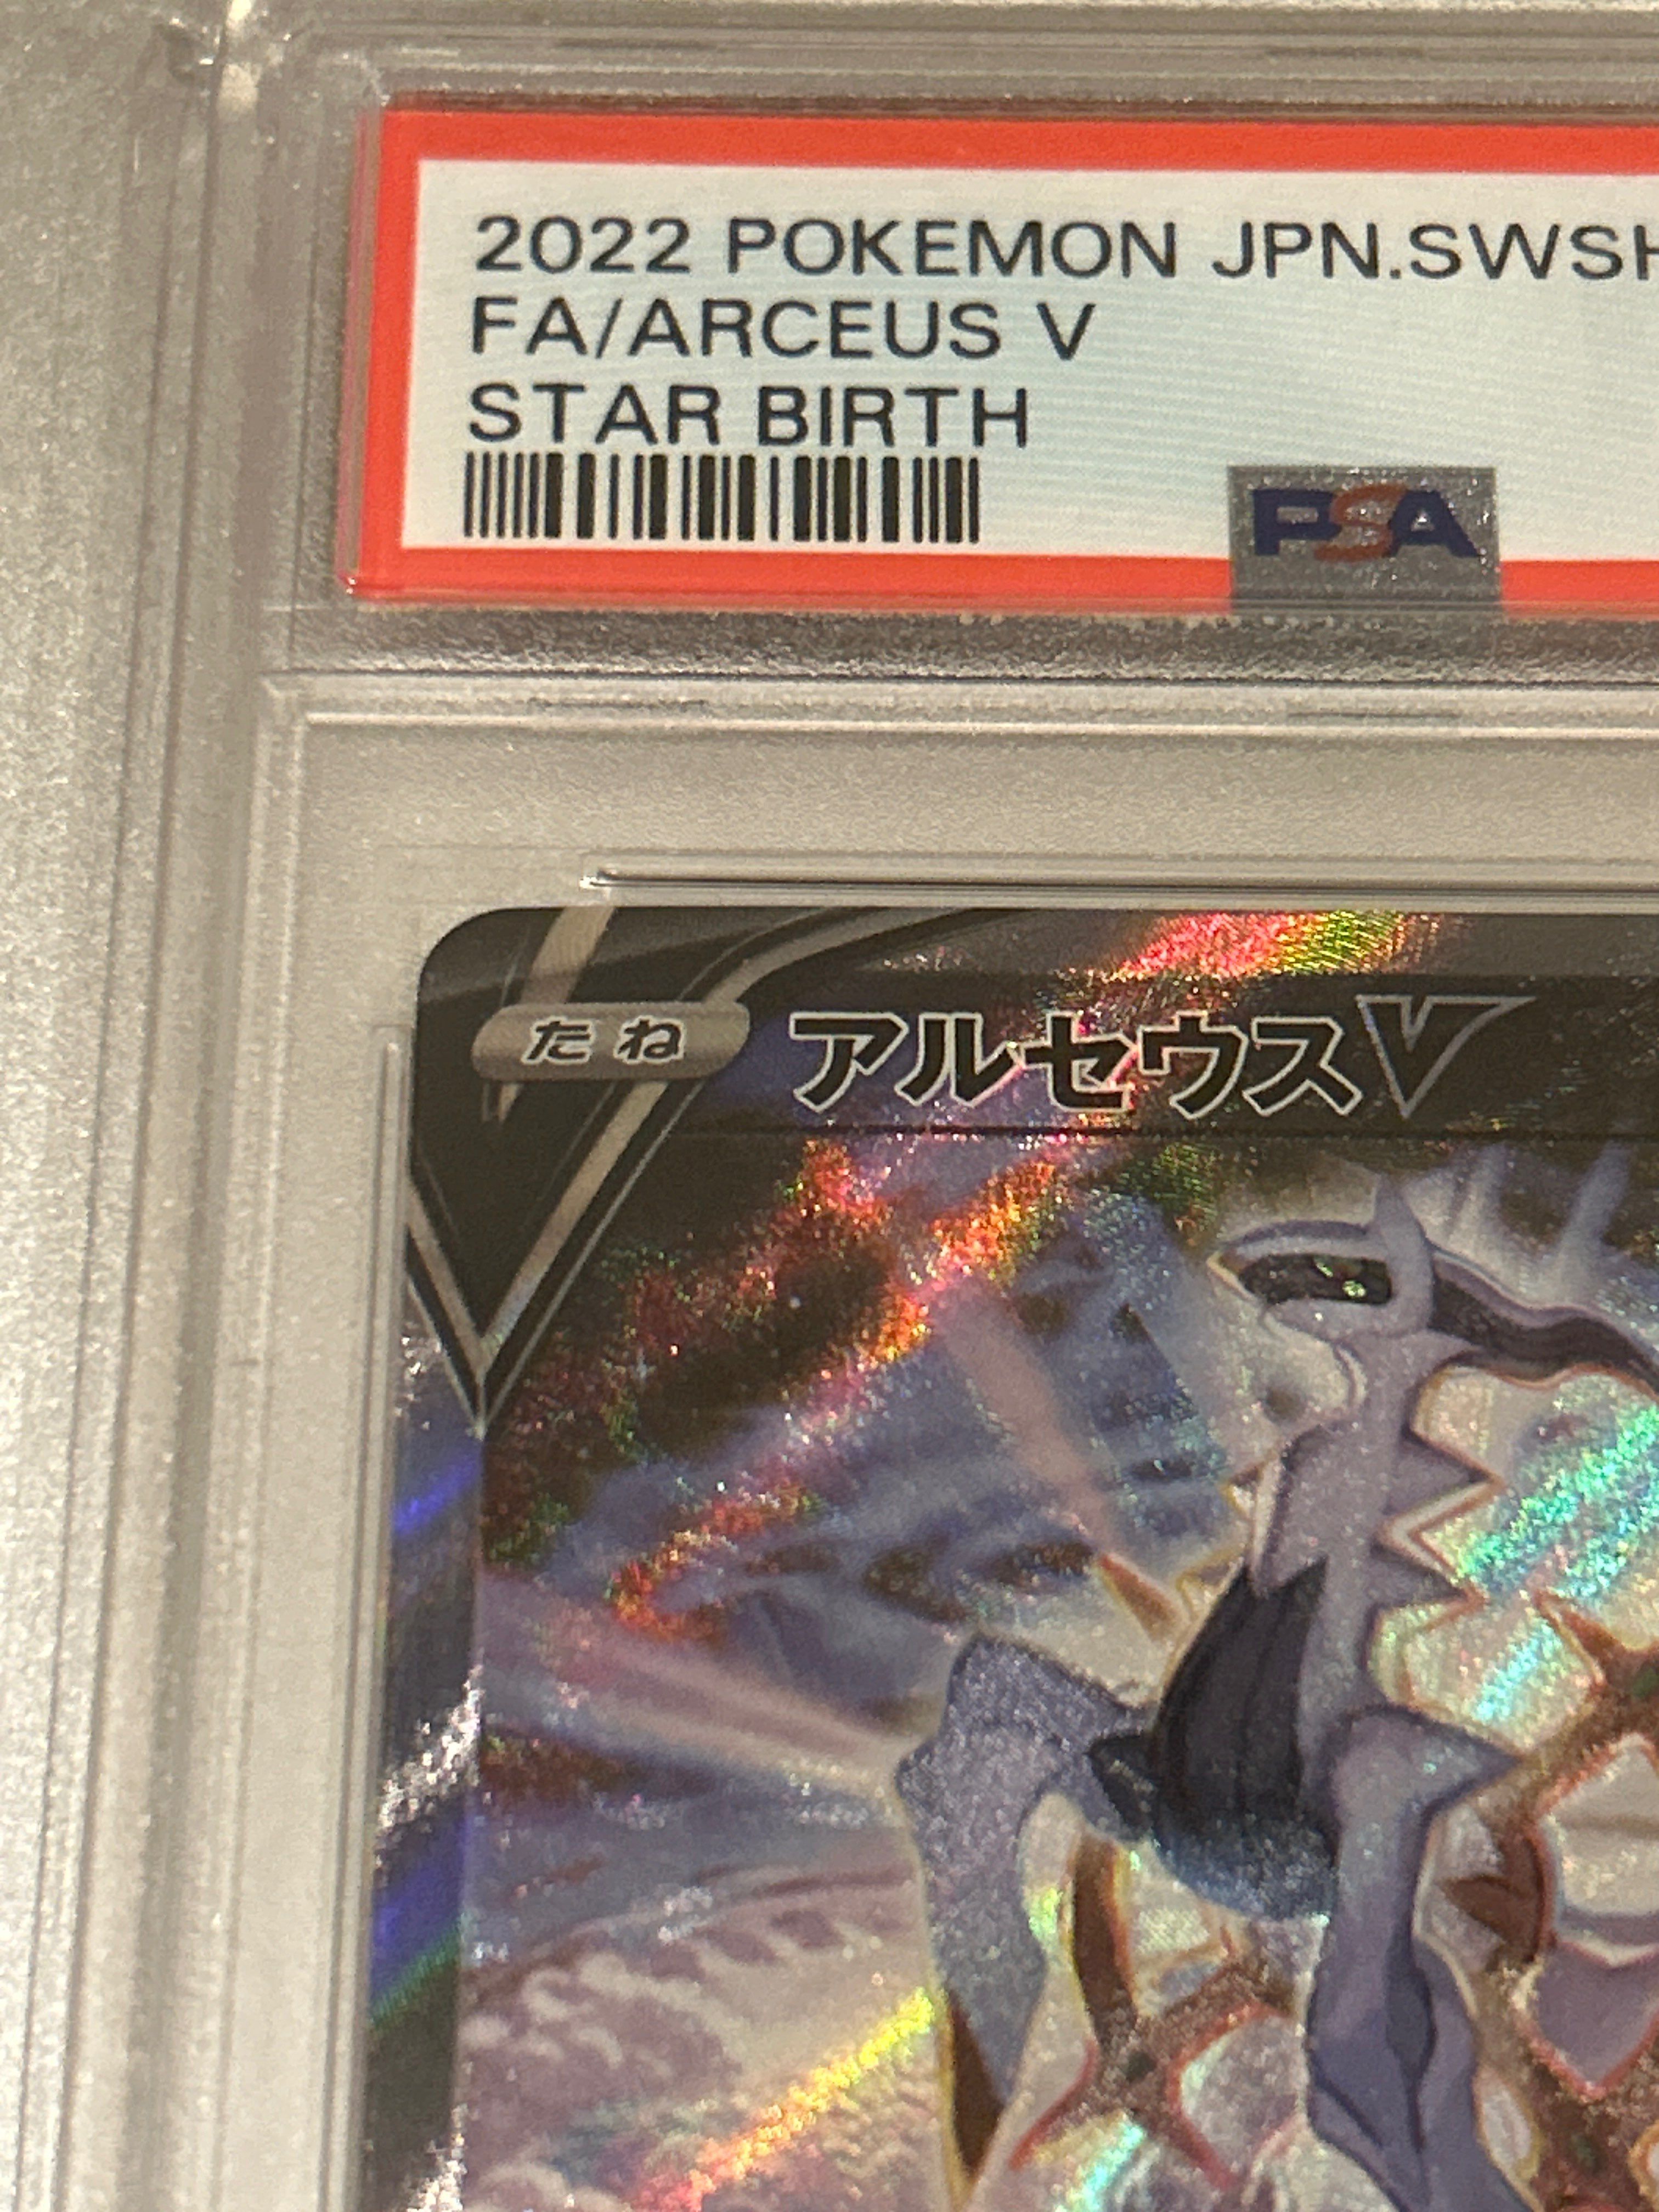 2022 POKEMON JPN.SWSH
FA/ARCEUS V
STAR BIRTH
PSA
たね アルセウスV